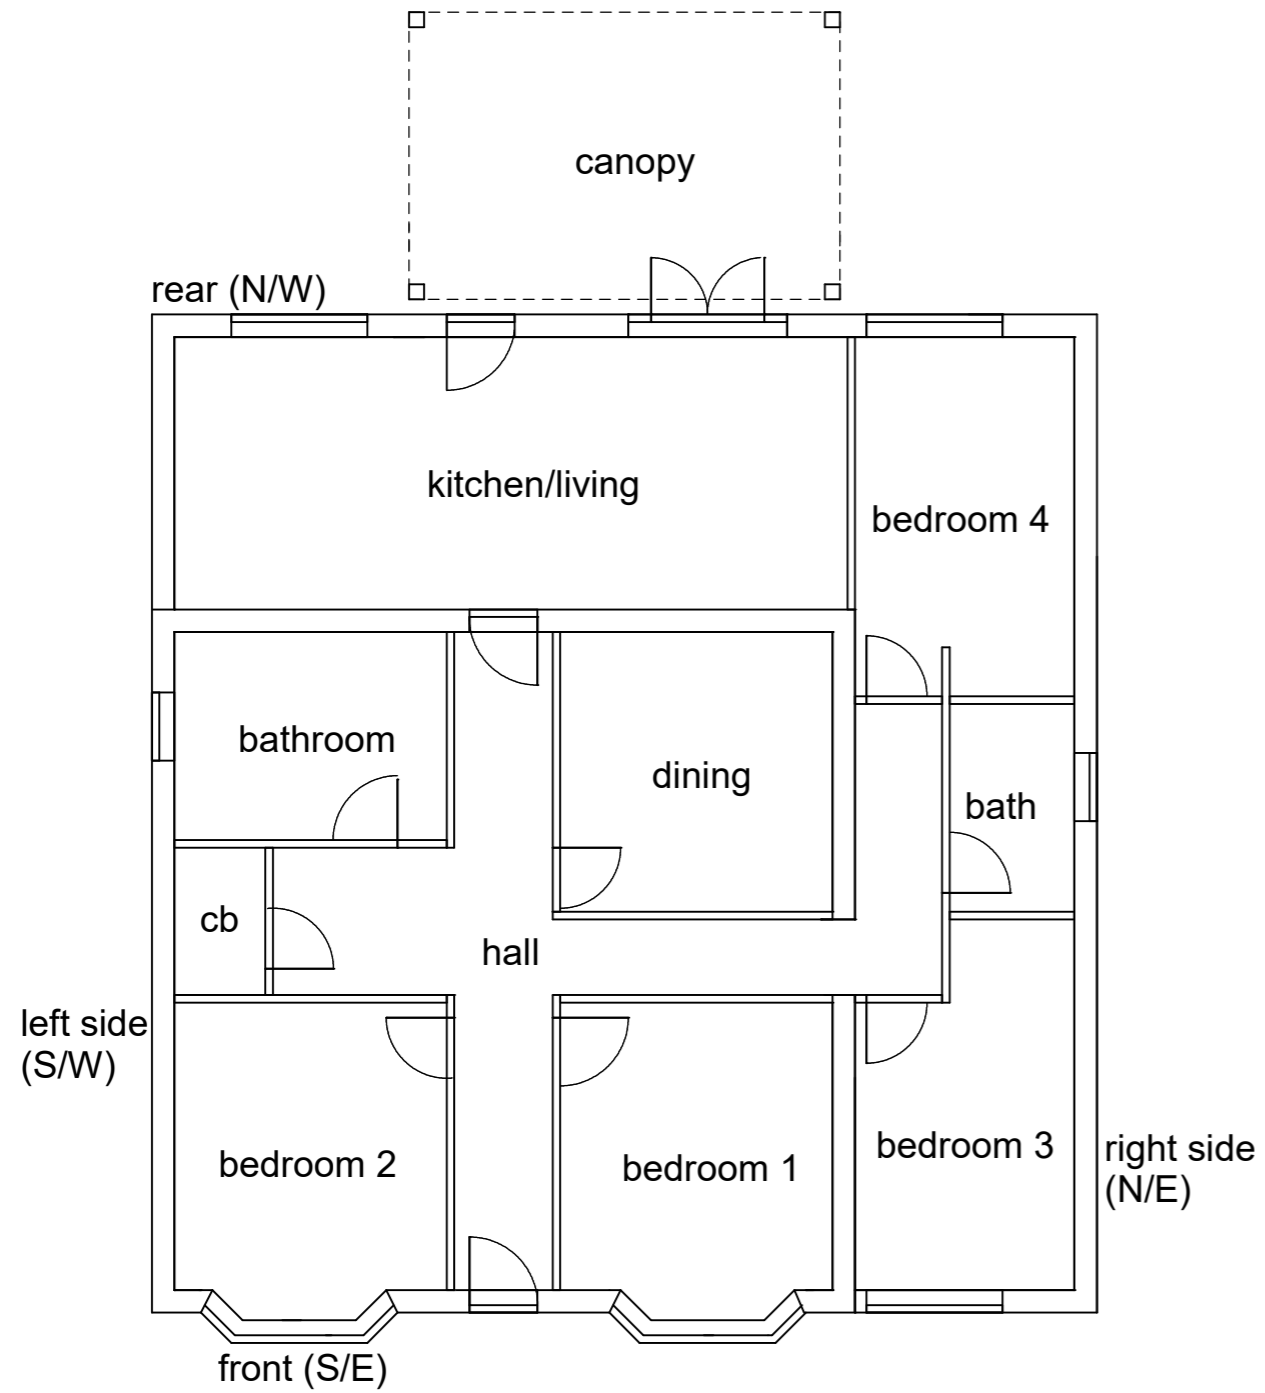 canopy
rear (N/W)
kitchen/living
bedroom 4
bathroom
dining
bath
cb
hall
left side
(S/W)
bedroom 2
bedroom 1
bedroom 3
right side
(N/E)
front (S/E)